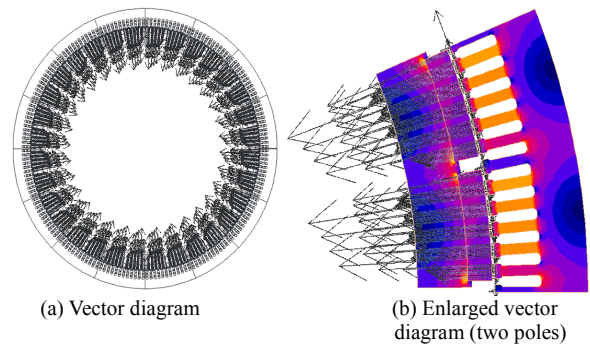 (a) Vector diagram
(b) Enlarged vector
diagram (two poles)